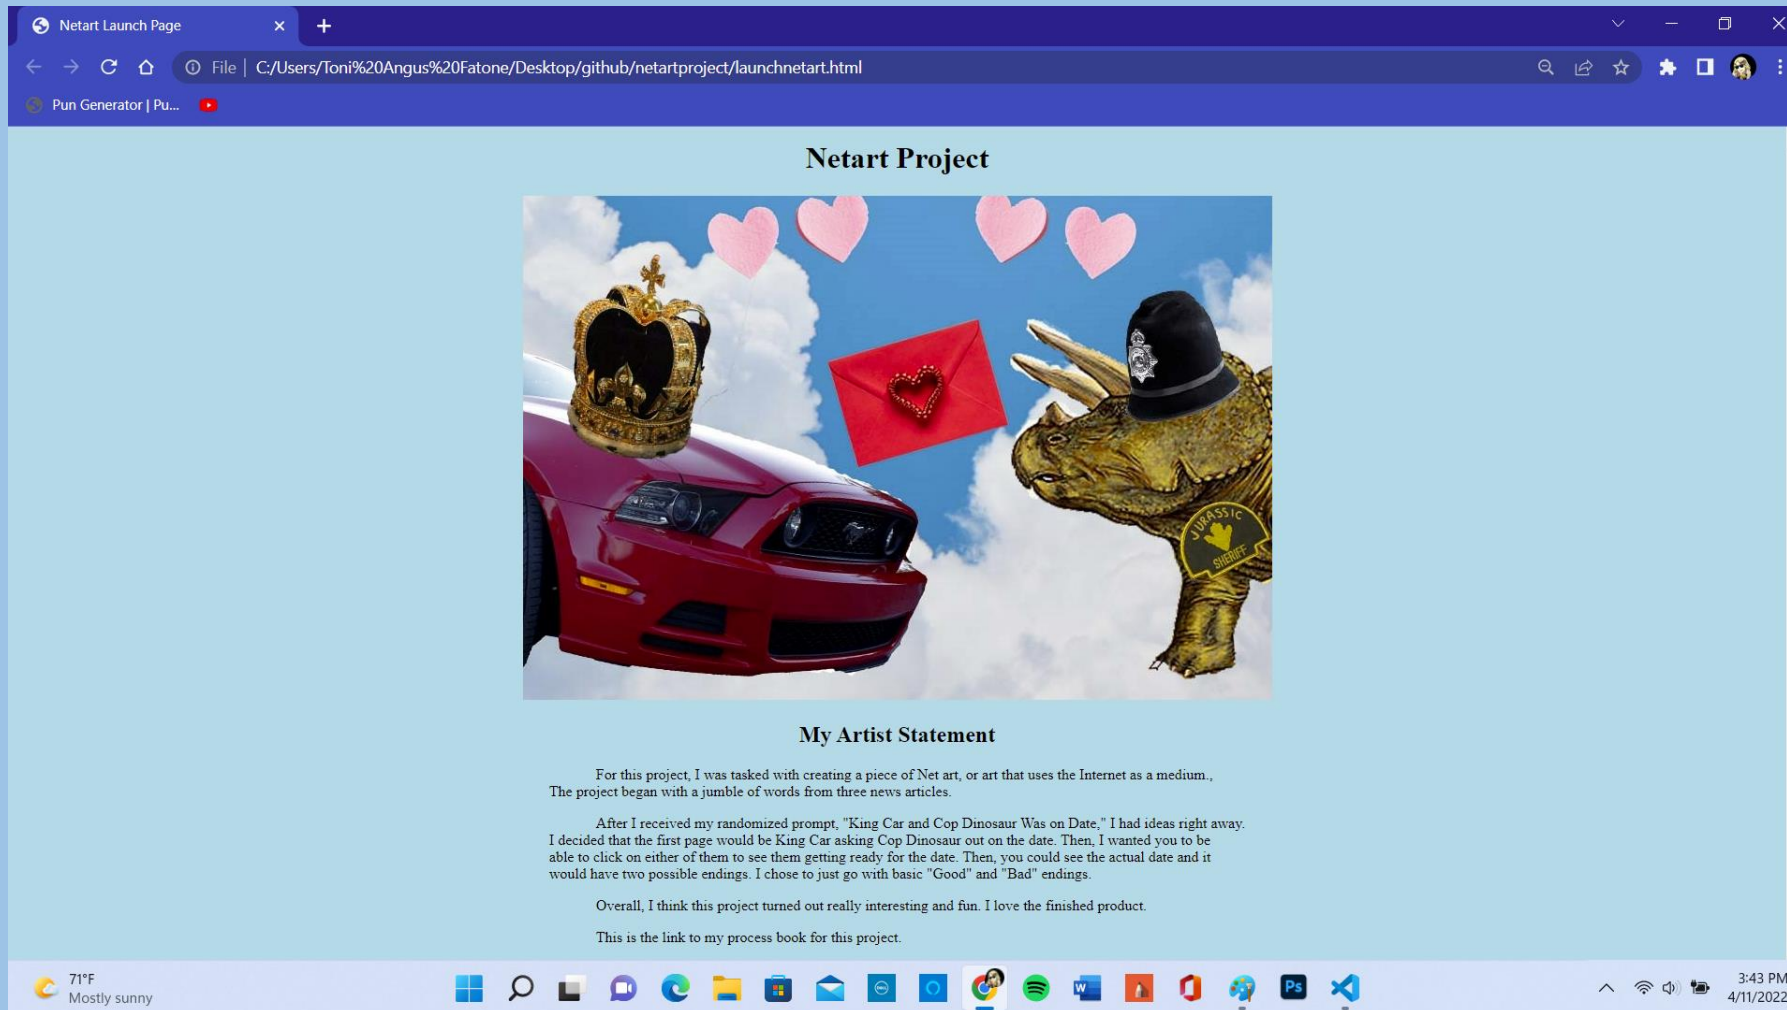 Netart Launch Page
File | C:/Users/Toni%20Angus%20Fatone/Desktop/github/netartproject/launchnetart.html
Pun Generator | Pu...
Netart Project
JURASSIC
SHERIFF
My Artist Statement
For this project, I was tasked with creating a piece of Net art, or art that uses the Internet as a medium.,
The project began with a jumble of words from three news articles.
After I received my randomized prompt, "King Car and Cop Dinosaur Was on Date," I had ideas right away.
I decided that the first page would be King Car asking Cop Dinosaur out on the date. Then, I wanted you to be
able to click on either of them to see them getting ready for the date. Then, you could see the actual date and it
would have two possible endings. I chose to just go with basic "Good" and "Bad" endings.
Overall, I think this project turned out really interesting and fun. I love the finished product.
This is the link to my process book for this project.
71°F
Mostly sunny
DELL
W
Ps
3:43 PM
4/11/2022